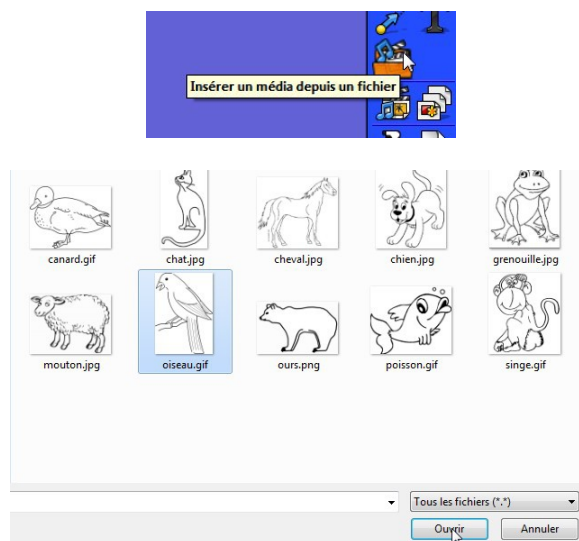 Insérer un média depuis un fichier
canard.gif
chat.jpg
cheval.jpg
chien.jpg
grenouille.jpg
mouton.jpg
oiseau.gif
ours.png
poisson.gif
singe.gif
Tous les fichiers (*.*)
Ouvrir
Annuler